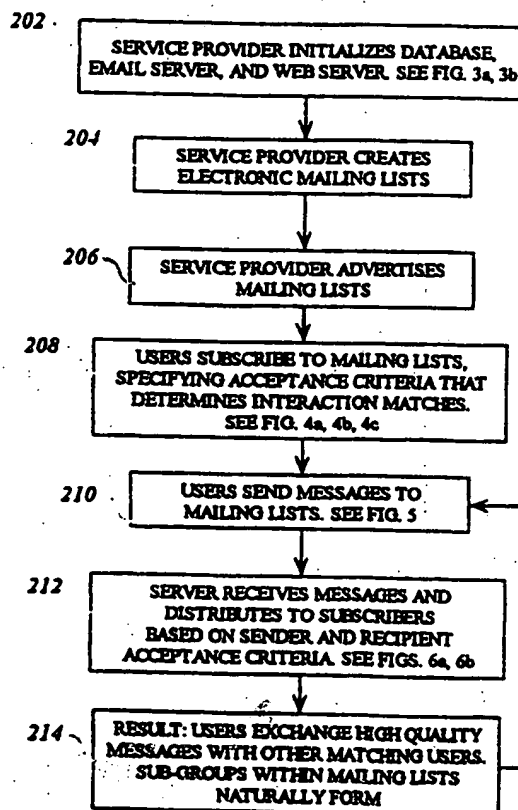 202
SERVICE PROVIDER INITIALIZES DATABASE,
EMAIL SERVER, AND WEB SERVER. SEE FIG. 3a, 3b
204
SERVICE PROVIDER CREATES
ELECTRONIC MAILING LISTS
206
SERVICE PROVIDER ADVERTISES
MAILING LISTS
208
USERS SUBSCRIBE TO MAILING LISTS,
SPECIFYING ACCEPTANCE CRITERIA THAT
DETERMINES INTERACTION MATCHES.
SEE FIG. 4a, 4b, 4c
210
USERS SEND MESSAGES TO
MAILING LISTS. SEE FIG. 5
212
SERVER RECEIVES MESSAGES AND
DISTRIBUTES TO SUBSCRIBERS
BASED ON SENDER AND RECIPIENT
ACCEPTANCE CRITERIA. SEE FIGS. 6a, 6b
214
RESULT: USERS EXCHANGE HIGH QUALITY
MESSAGES WITH OTHER MATCHING USERS.
SUB-GROUPS WITHIN MAILING LISTS
NATURALLY FORM